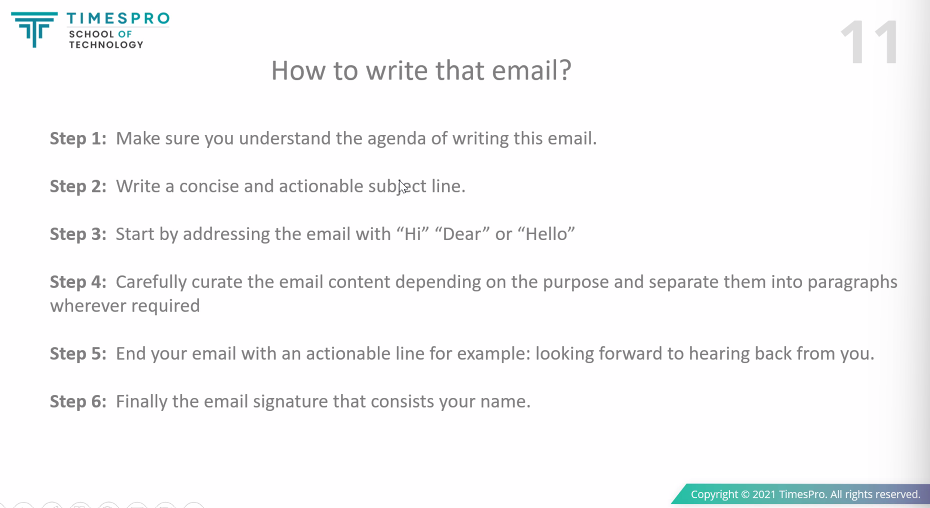 TIMESPRO
SCHOOL OF
TECHNOLOGY
11
How to write that email?
Step 1: Make sure you understand the agenda of writing this email.
Step 2: Write a concise and actionable subject line.
Step 3: Start by addressing the email with “Hi” “Dear” or “Hello”
Step 4: Carefully curate the email content depending on the purpose and separate them into paragraphs
wherever required
Step 5: End your email with an actionable line for example: looking forward to hearing back from you.
Step 6: Finally the email signature that consists your name.
Copyright © 2021 TimesPro. All rights reserved.